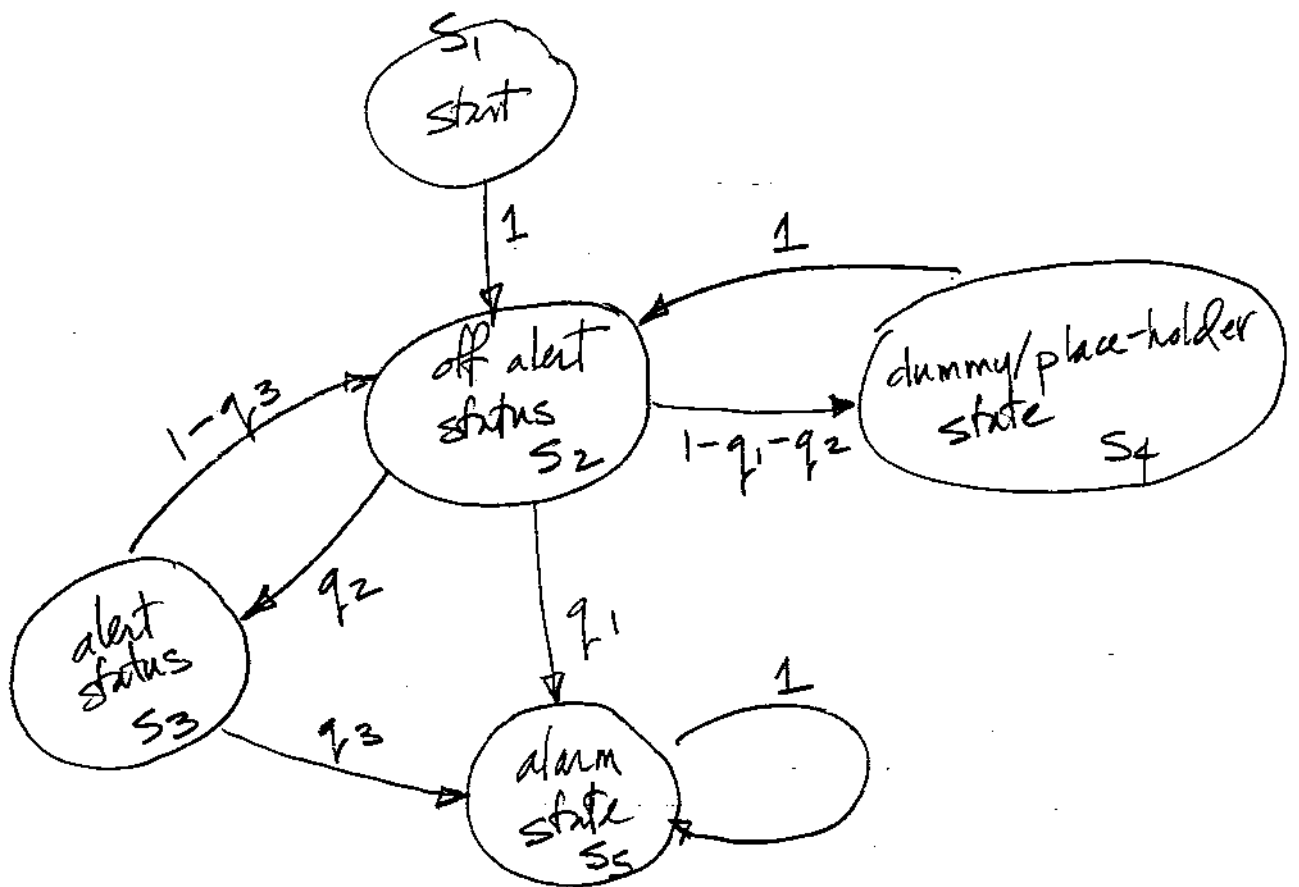 S1
start
1
1
off alert
status
S2
dummy/place-holder
state
S4
1-q3
1-q1-q2
q2
q1
alert
status
S3
q3
1
alarm
state
S5